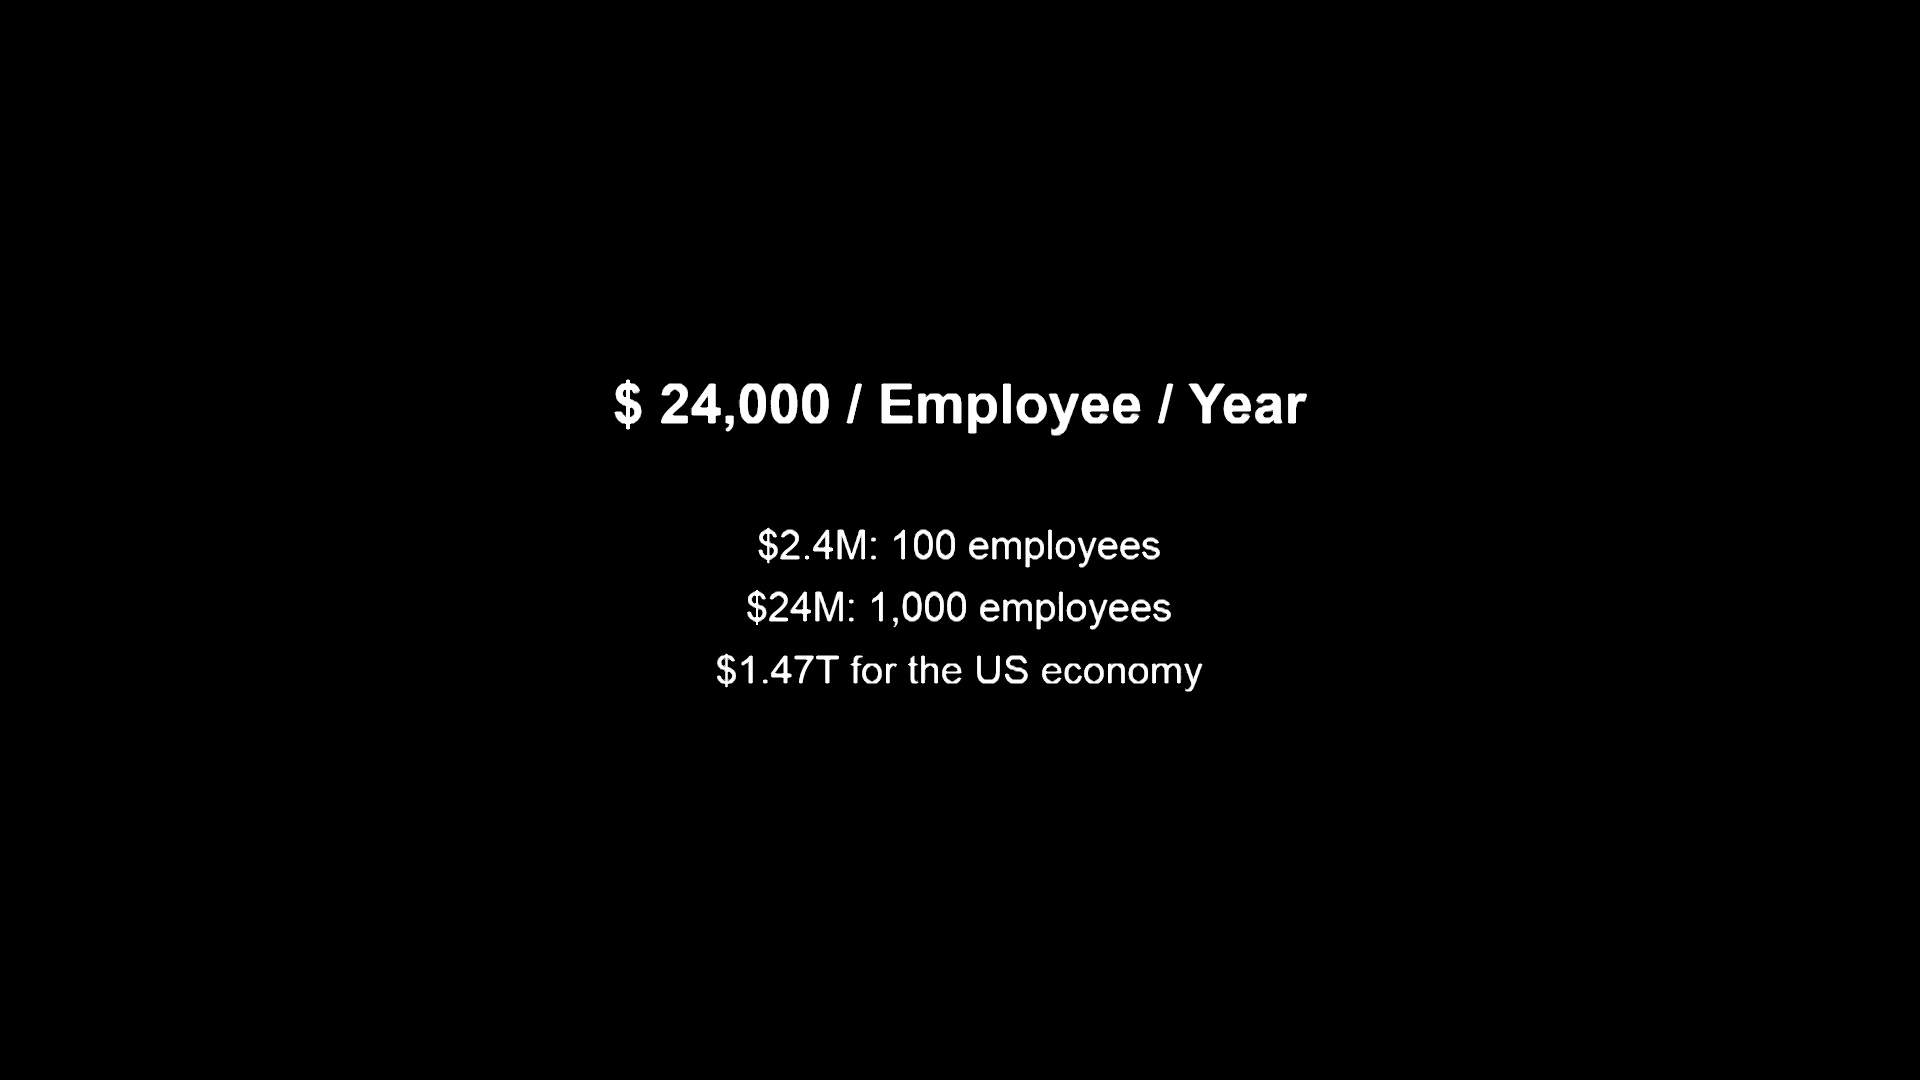 $ 24,000 / Employee / Year
$2.4M: 100 employees
$24M: 1,000 employees
$1.47T for the US economy